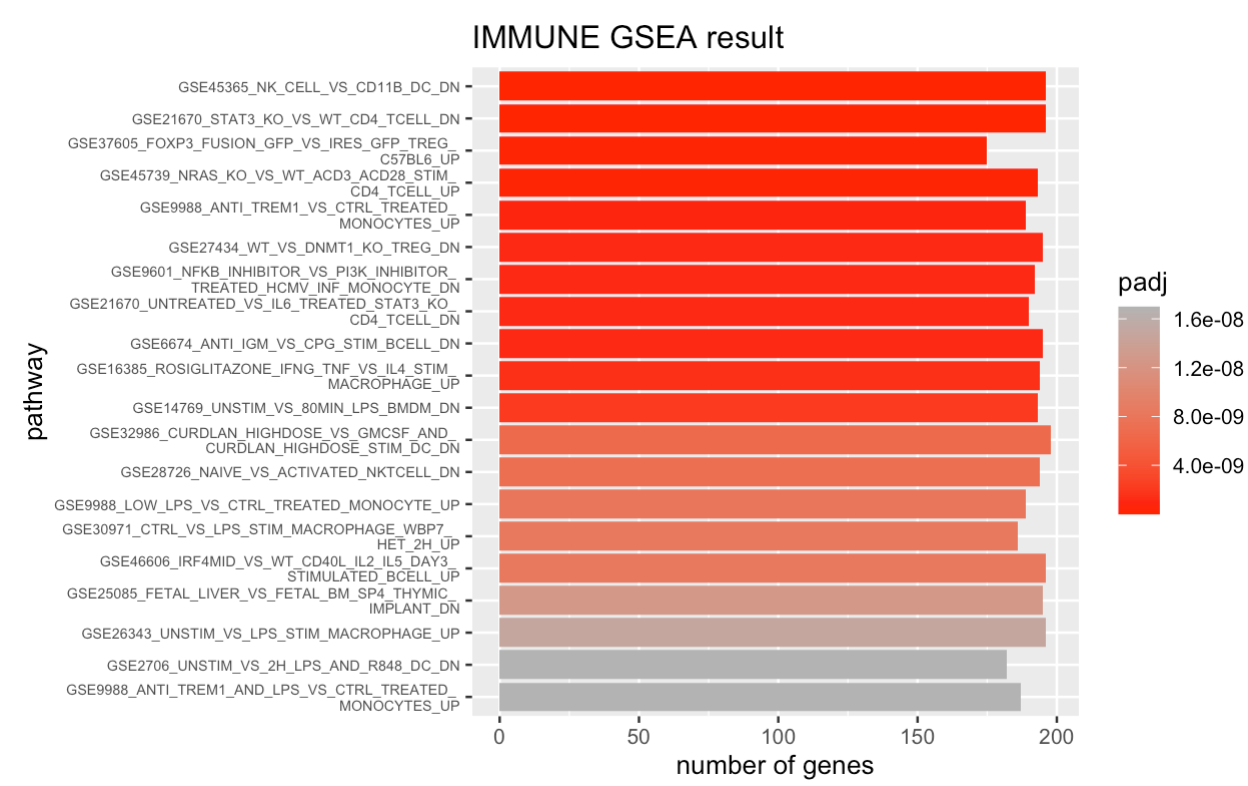 IMMUNE GSEA result
GSE45365_NK_CELL_VS_CD11B_DC_DN
GSE21670_STAT3_KO_VS_WT_CD4_TCELL_DN
GSE37605_FOXP3_FUSION_GFP_VS_IRES_GFP_TREG_
C57BL6_UP
GSE45739_NRAS_KO_VS_WT_ACD3_ACD28_STIM_
CD4_TCELL_UP
GSE9988_ANTI_TREM1_VS_CTRL_TREATED_
MONOCYTES_UP
GSE27434_WT_VS_DNMT1_KO_TREG_DN
GSE9601_NFKB_INHIBITOR_VS_PI3K_INHIBITOR_
TREATED_HCMV_INF_MONOCYTE_DN
GSE21670_UNTREATED_VS_IL6_TREATED_STAT3_KO_
CD4_TCELL_DN
GSE6674_ANTI_IGM_VS_CPG_STIM_BCELL_DN
GSE16385_ROSIGLITAZONE_IFNG_TNF_VS_IL4_STIM_
MACROPHAGE_UP
GSE14769_UNSTIM_VS_80MIN_LPS_BMDM_DN
GSE32986_CURDLAN_HIGHDOSE_VS_GMCSF_AND_
CURDLAN_HIGHDOSE_STIM_DC_DN
GSE28726_NAIVE_VS_ACTIVATED_NKTCELL_DN
GSE9988_LOW_LPS_VS_CTRL_TREATED_MONOCYTE_UP
GSE30971_CTRL_VS_LPS_STIM_MACROPHAGE_WBP7_
HET_2H_UP
GSE46606_IRF4MID_VS_WT_CD40L_IL2_IL5_DAY3_
STIMULATED_BCELL_UP
GSE25085_FETAL_LIVER_VS_FETAL_BM_SP4_THYMIC_
IMPLANT_DN
GSE26343_UNSTIM_VS_LPS_STIM_MACROPHAGE_UP
GSE2706_UNSTIM_VS_2H_LPS_AND_R848_DC_DN
GSE9988_ANTI_TREM1_AND_LPS_VS_CTRL_TREATED_
MONOCYTES_UP
pathway
0 50 100 150 200
number of genes
padj
1.6e-08
1.2e-08
8.0e-09
4.0e-09